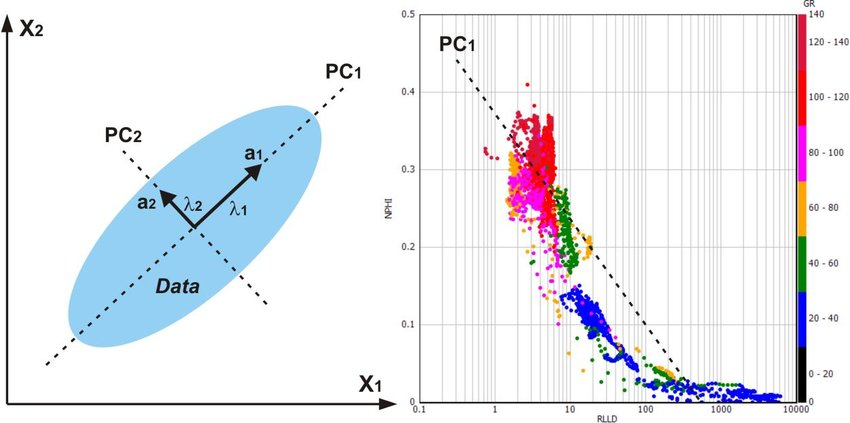 X2
PC1
PC2
a1
a2
λ2
λ1
Data
X1
GR
0.5
PC1
0.4
0.3
NPHI
0.2
0.1
0
0.1
1
10
100
1000
10000
RLLD
140
120 - 140
100 - 120
80 - 100
60 - 80
40 - 60
20 - 40
0 - 20
0